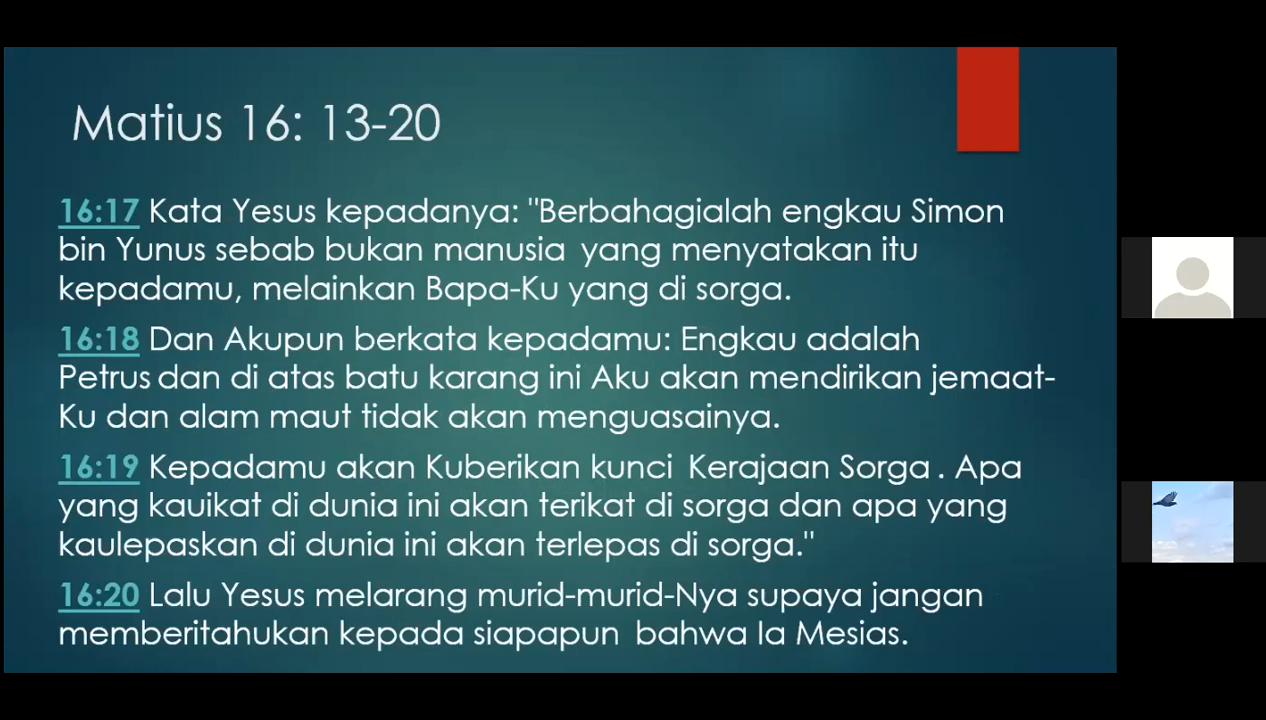 Matius 16: 13-20
16:17 Kata Yesus kepadanya: "Berbahagialah engkau Simon
bin Yunus sebab bukan manusia yang menyatakan itu
kepadamu, melainkan Bapa-Ku yang di sorga.
16:18 Dan Akupun berkata kepadamu: Engkau adalah
Petrus dan di atas batu karang ini Aku akan mendirikan jemaat-
Ku dan alam maut tidak akan menguasainya.
16:19 Kepadamu akan Kuberikan kunci Kerajaan Sorga . Apa
yang kauikat di dunia ini akan terikat di sorga dan apa yang
kaulepaskan di dunia ini akan terlepas di sorga."
16:20 Lalu Yesus melarang murid-murid-Nya supaya jangan
memberitahukan kepada siapapun bahwa Ia Mesias.